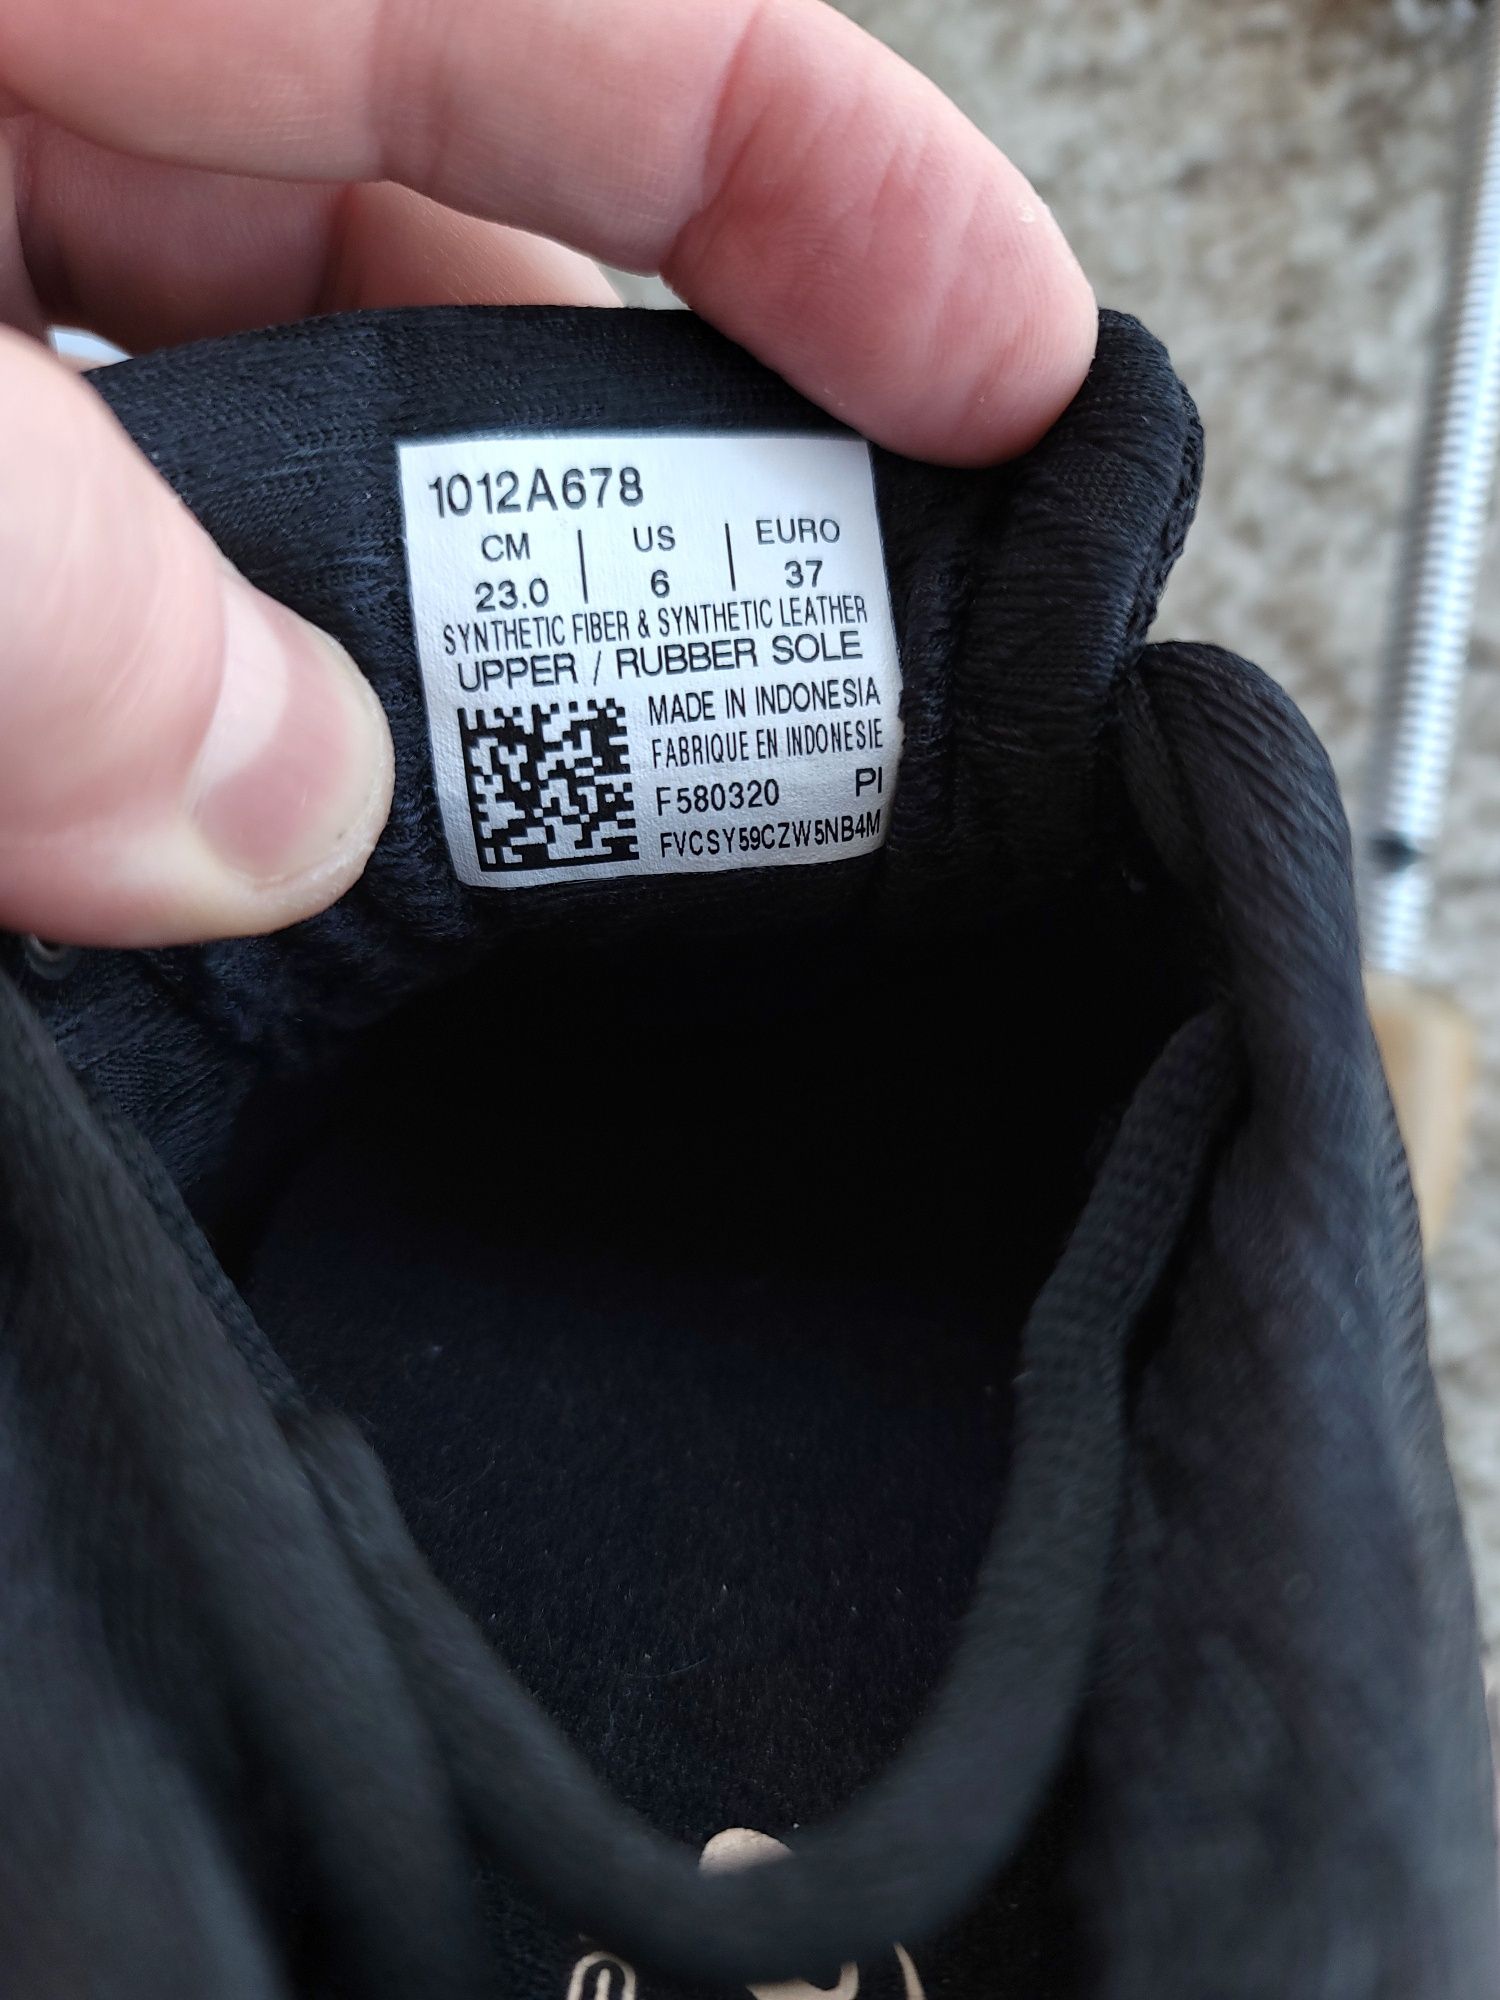 1012A678
CM | US | EURO
23.0 | 6 | 37
SYNTHETIC FIBER & SYNTHETIC LEATHER
UPPER / RUBBER SOLE
MADE IN INDONESIA
FABRIQUE EN INDONESIE
F580320 PI
FVCSY59CZW5NB4M